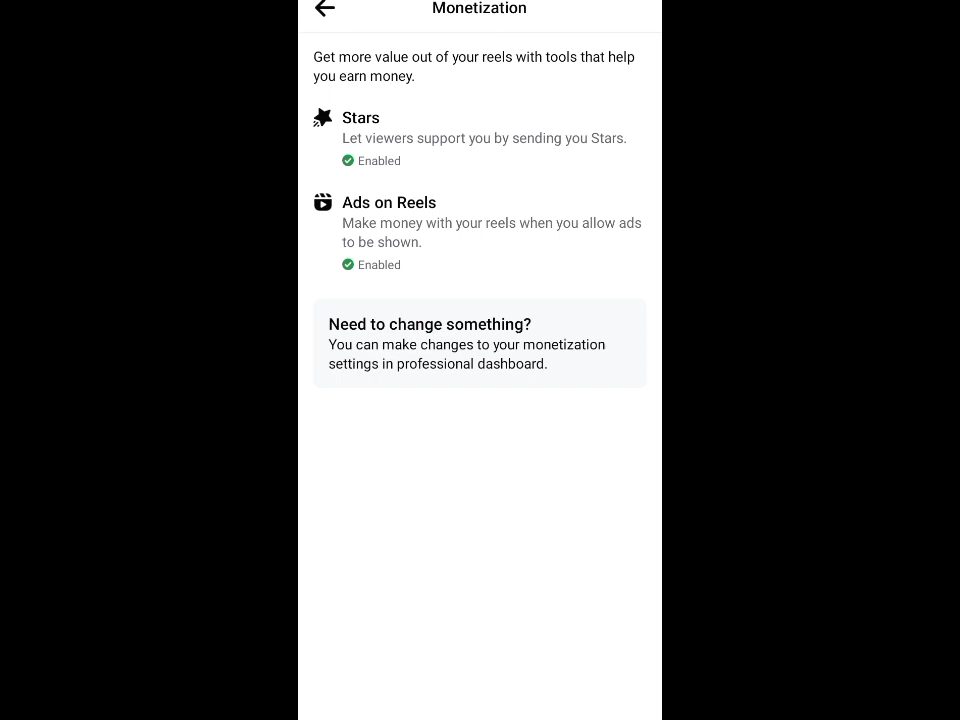 Monetization
Get more value out of your reels with tools that help
you earn money.
Stars
Let viewers support you by sending you Stars.
Enabled
Ads on Reels
Make money with your reels when you allow ads
to be shown.
Enabled
Need to change something?
You can make changes to your monetization
settings in professional dashboard.